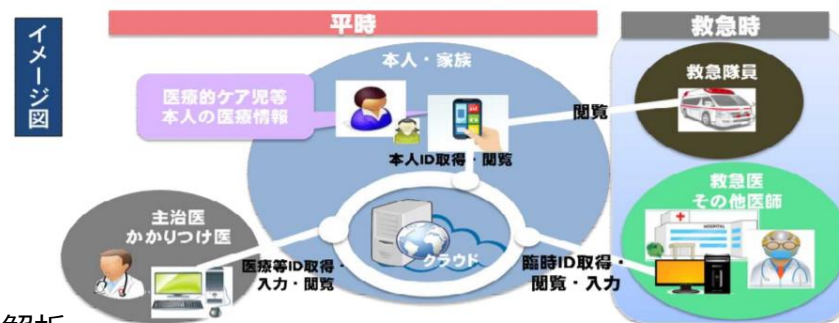 イメージ図
平時
救急時
本人・家族
医療的ケア児等
本人の医療情報
救急隊員
閲覧
本人ID取得・閲覧
救急医
その他医師
主治医
かかりつけ医
クラウド
医療等ID取得・
入力・閲覧
臨時ID取得・
閲覧・入力
HOSPITAL